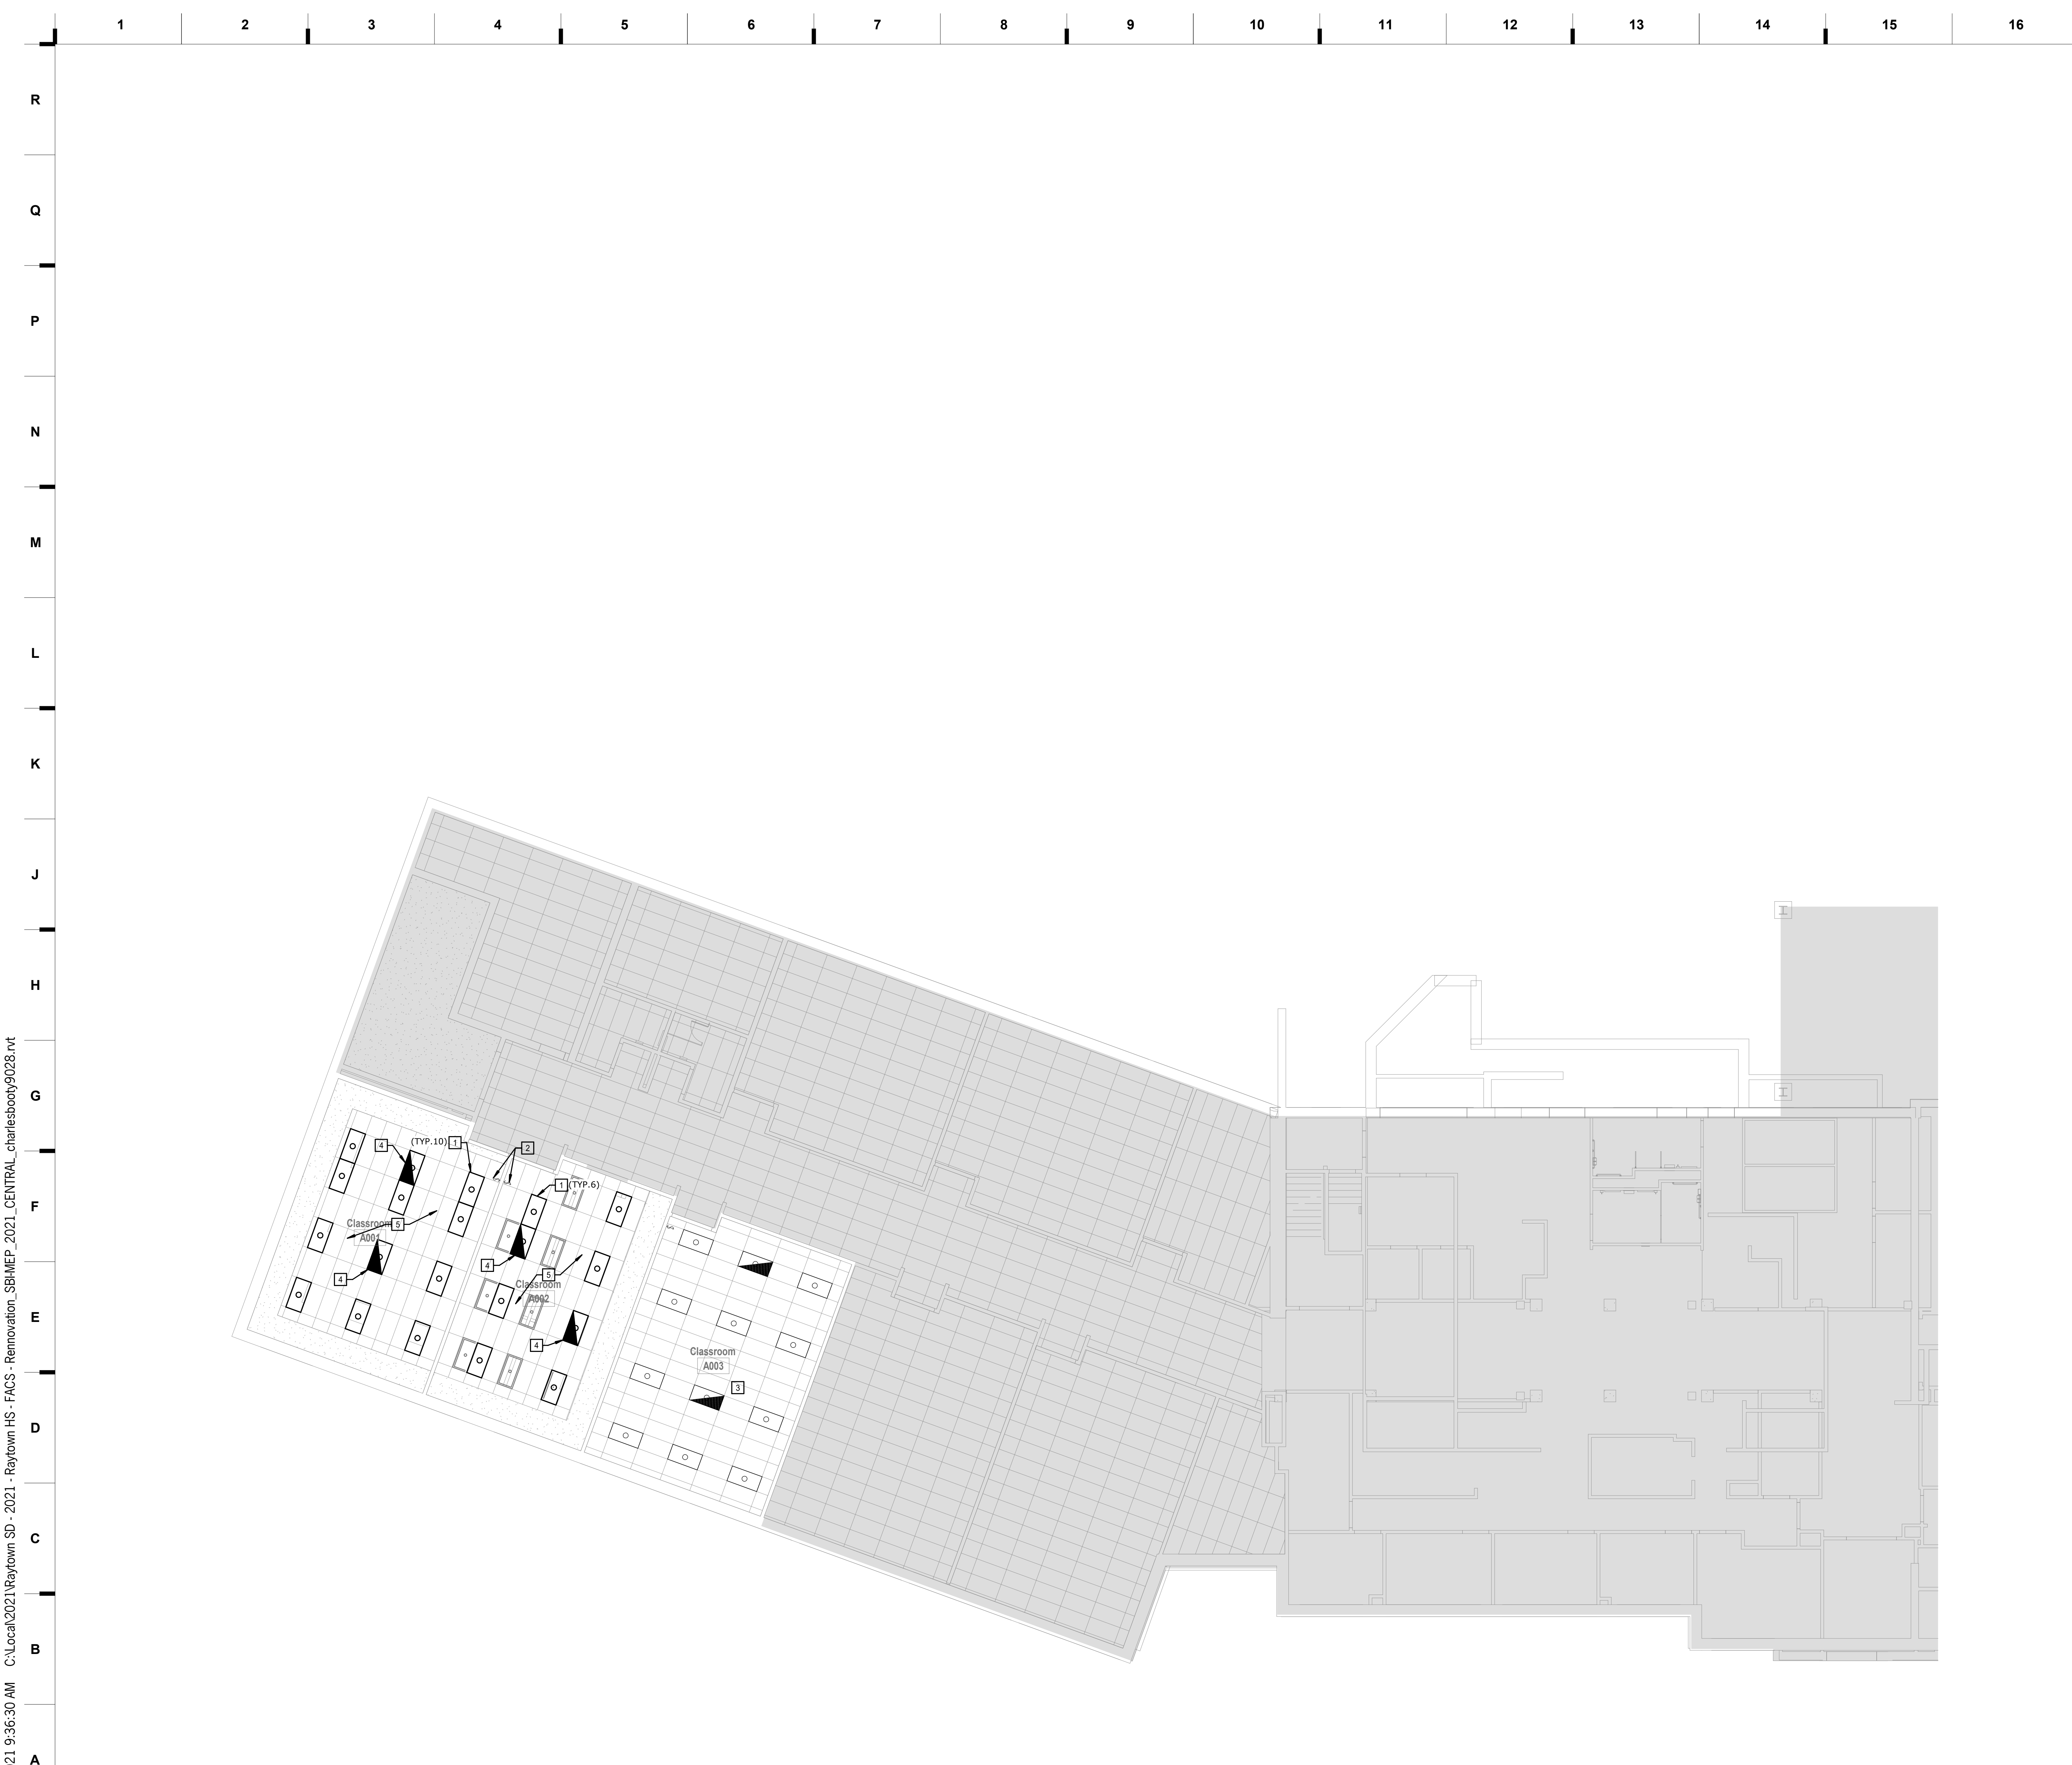 1 2 3 4 5 6 7 8 9 10 11 12 13 14 15 16
R
Q
P
N
M
L
K
J
H
G
F
E
D
C
B
A
4
(TYP.10) 1
2
1 (TYP.6)
5
Classroom
A001
4
4
5
Classroom
A002
4
Classroom
A003
3
21 9:36:30 AM C:\Local\2021\Raytown SD - 2021 - Raytown HS - FACS - Rennovation_SBI-MEP_2021_CENTRAL_charlesbooty9028.rvt